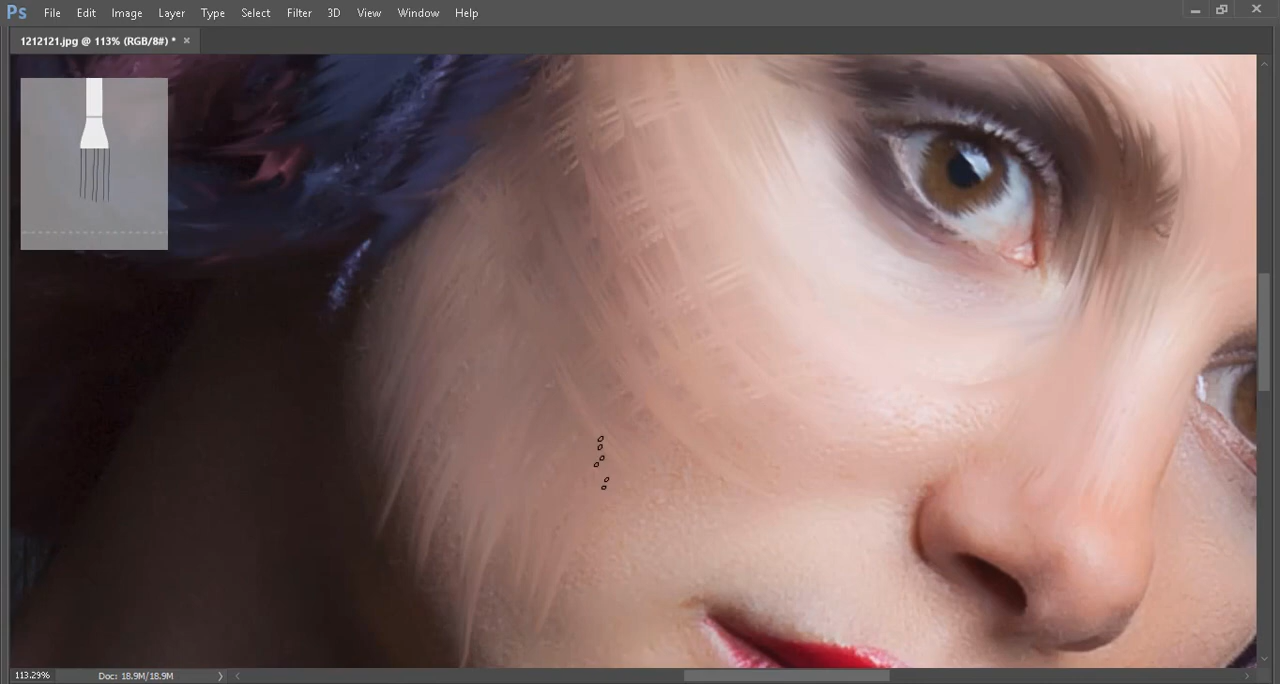 Ps File Edit Image Layer Type Select Filter 3D View Window Help
1212121.jpg @ 113% (RGB/8#) *
113.29% Doc: 18.9M/18.9M